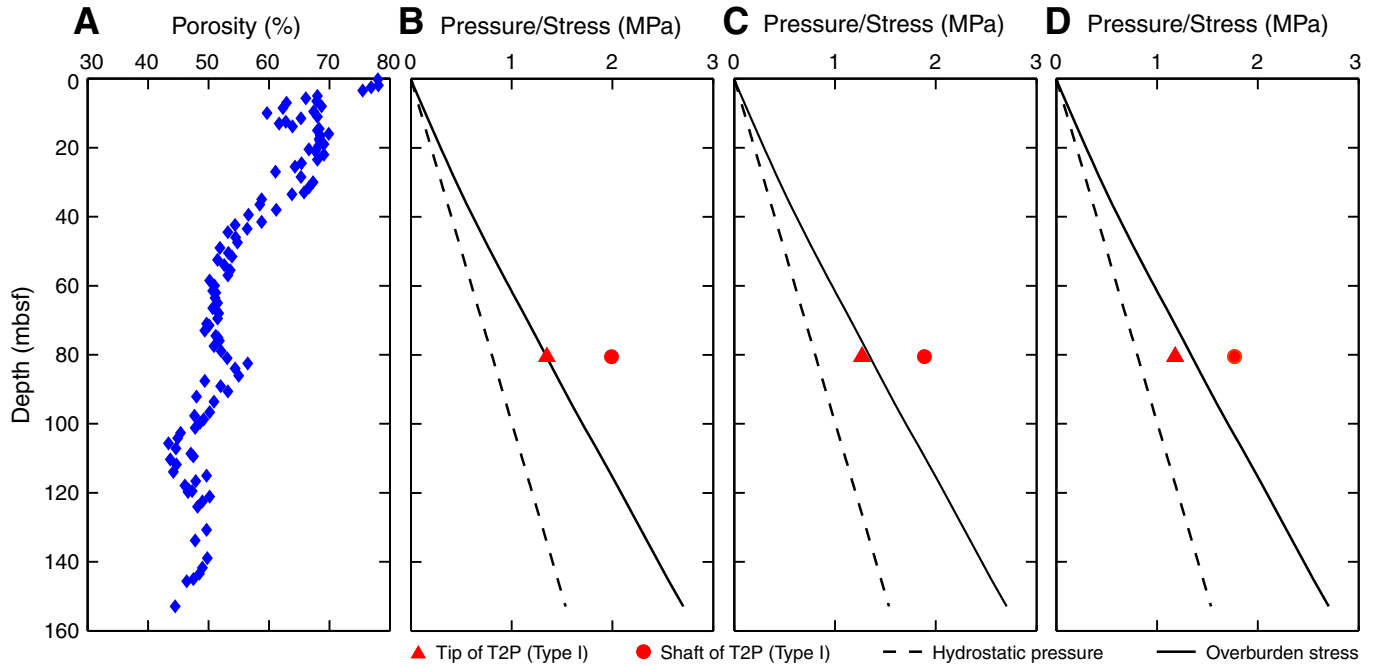 A Porosity (%) B Pressure/Stress (MPa) C Pressure/Stress (MPa) D Pressure/Stress (MPa)
30 40 50 60 70 80 0 1 2 3 0 1 2 3 0 1 2 3
0
20
40
60
80
100
120
140
160
Depth (mbsf)
Tip of T2P (Type I) Shaft of T2P (Type I) Hydrostatic pressure Overburden stress